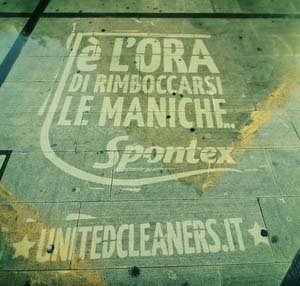 è L'ORA
DI RIMBOCCARSI
LE MANICHE.
Spontex
★UNITEDCLEANERS.IT★